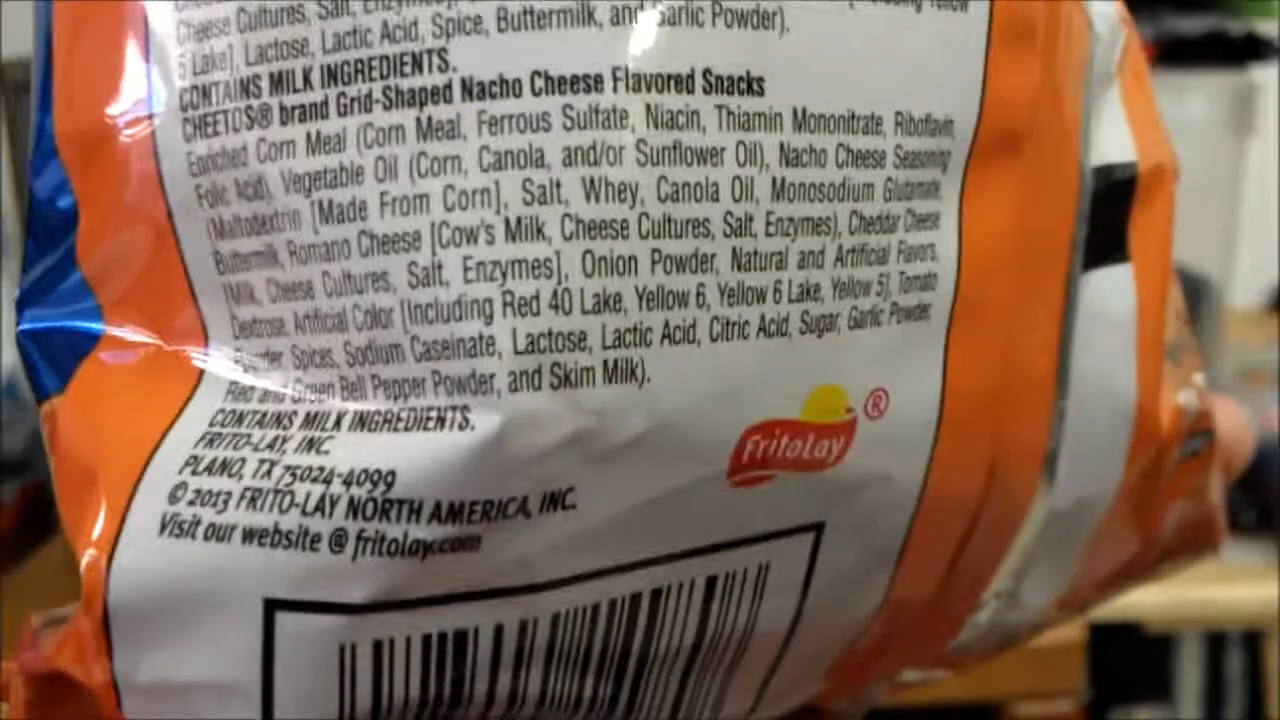 Cheese Cultures, Salt, Enzymes],
5 Lake], Lactose, Lactic Acid, Spice, Buttermilk, and Garlic Powder).
CONTAINS MILK INGREDIENTS.
CHEETOS® brand Grid-Shaped Nacho Cheese Flavored Snacks
Enriched Corn Meal (Corn Meal, Ferrous Sulfate, Niacin, Thiamin Mononitrate, Riboflavin,
Folic Acid), Vegetable Oil (Corn, Canola, and/or Sunflower Oil), Nacho Cheese Seasoning
(Maltodextrin [Made From Corn], Salt, Whey, Canola Oil, Monosodium Glutamate,
Buttermilk, Romano Cheese [Cow's Milk, Cheese Cultures, Salt, Enzymes), Cheddar Cheese
[Milk, Cheese Cultures, Salt, Enzymes], Onion Powder, Natural and Artificial Flavors,
Dextrose, Artificial Color [Including Red 40 Lake, Yellow 6, Yellow 6 Lake, Yellow 5], Tomato
Powder, Spices, Sodium Caseinate, Lactose, Lactic Acid, Citric Acid, Sugar, Garlic Powder,
Red and Green Bell Pepper Powder, and Skim Milk).
CONTAINS MILK INGREDIENTS.
FRITO-LAY, INC.
PLANO, TX 75024-4099
© 2013 FRITO-LAY NORTH AMERICA, INC.
Visit our website @ fritolay.com
FritoLay ®